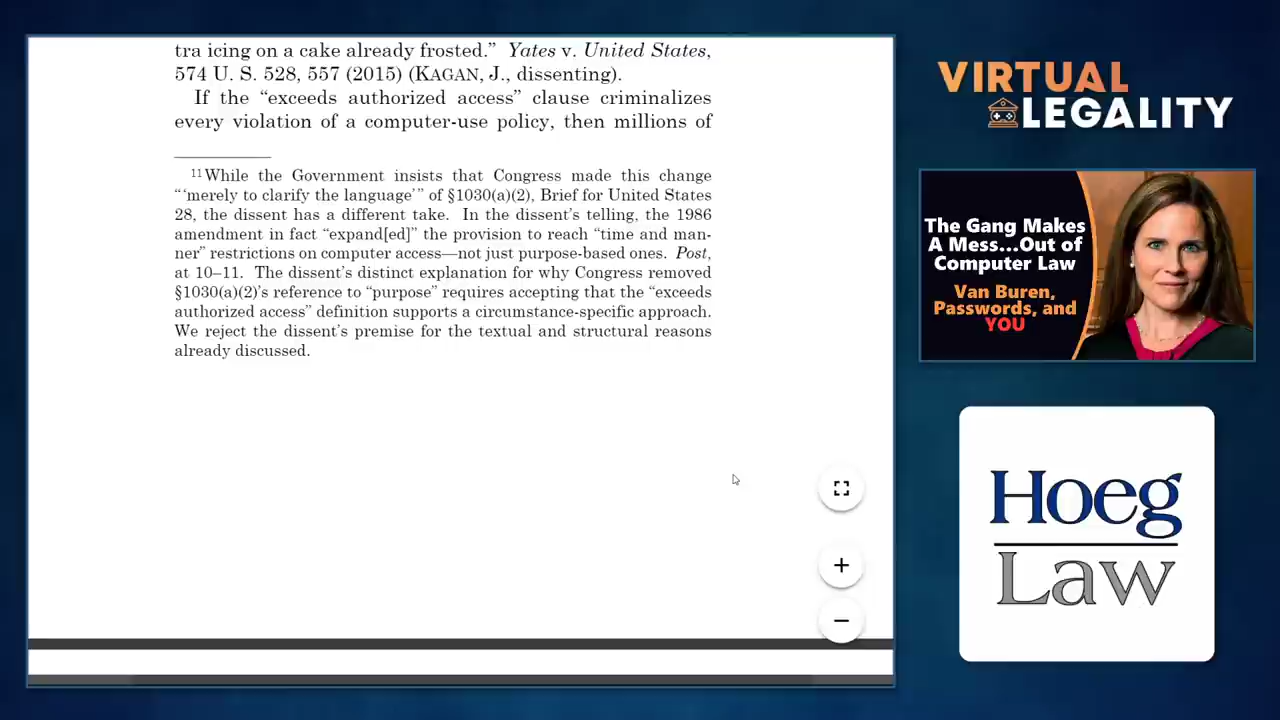 tra icing on a cake already frosted.” Yates v. United States,
574 U. S. 528, 557 (2015) (KAGAN, J., dissenting).
If the “exceeds authorized access” clause criminalizes
every violation of a computer-use policy, then millions of
11 While the Government insists that Congress made this change
“‘merely to clarify the language’” of §1030(a)(2), Brief for United States
28, the dissent has a different take. In the dissent’s telling, the 1986
amendment in fact “expand[ed]” the provision to reach “time and man-
ner” restrictions on computer access—not just purpose-based ones. Post,
at 10–11. The dissent’s distinct explanation for why Congress removed
§1030(a)(2)’s reference to “purpose” requires accepting that the “exceeds
authorized access” definition supports a circumstance-specific approach.
We reject the dissent’s premise for the textual and structural reasons
already discussed.
VIRTUAL
LEGALITY
The Gang Makes
A Mess...Out of
Computer Law
Van Buren,
Passwords, and
YOU
Hoeg
Law